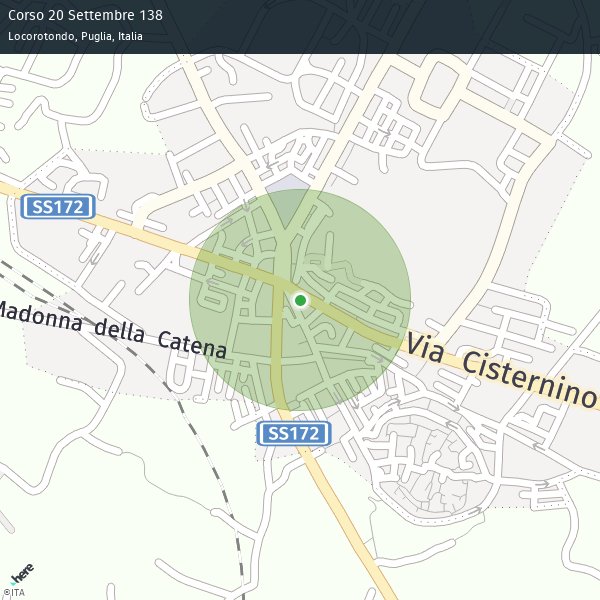 Corso 20 Settembre 138
Locorotondo, Puglia, Italia
SS172
Madonna della Catena
Via Cisternino
SS172
here
©ITA